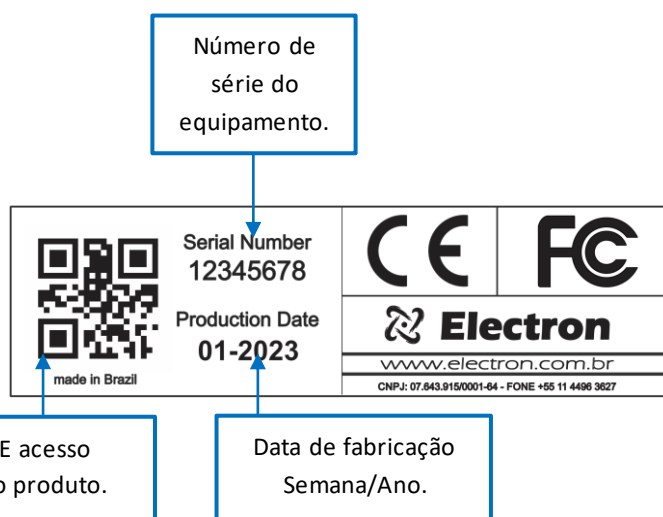 Número de
série do
equipamento.
Serial Number
12345678
Production Date
01-2023
made in Brazil
CE
FC
Electron
www.electron.com.br
CNPJ: 07.643.915/0001-64 - FONE +55 11 4496 3627
E acesso
o produto.
Data de fabricação
Semana/Ano.